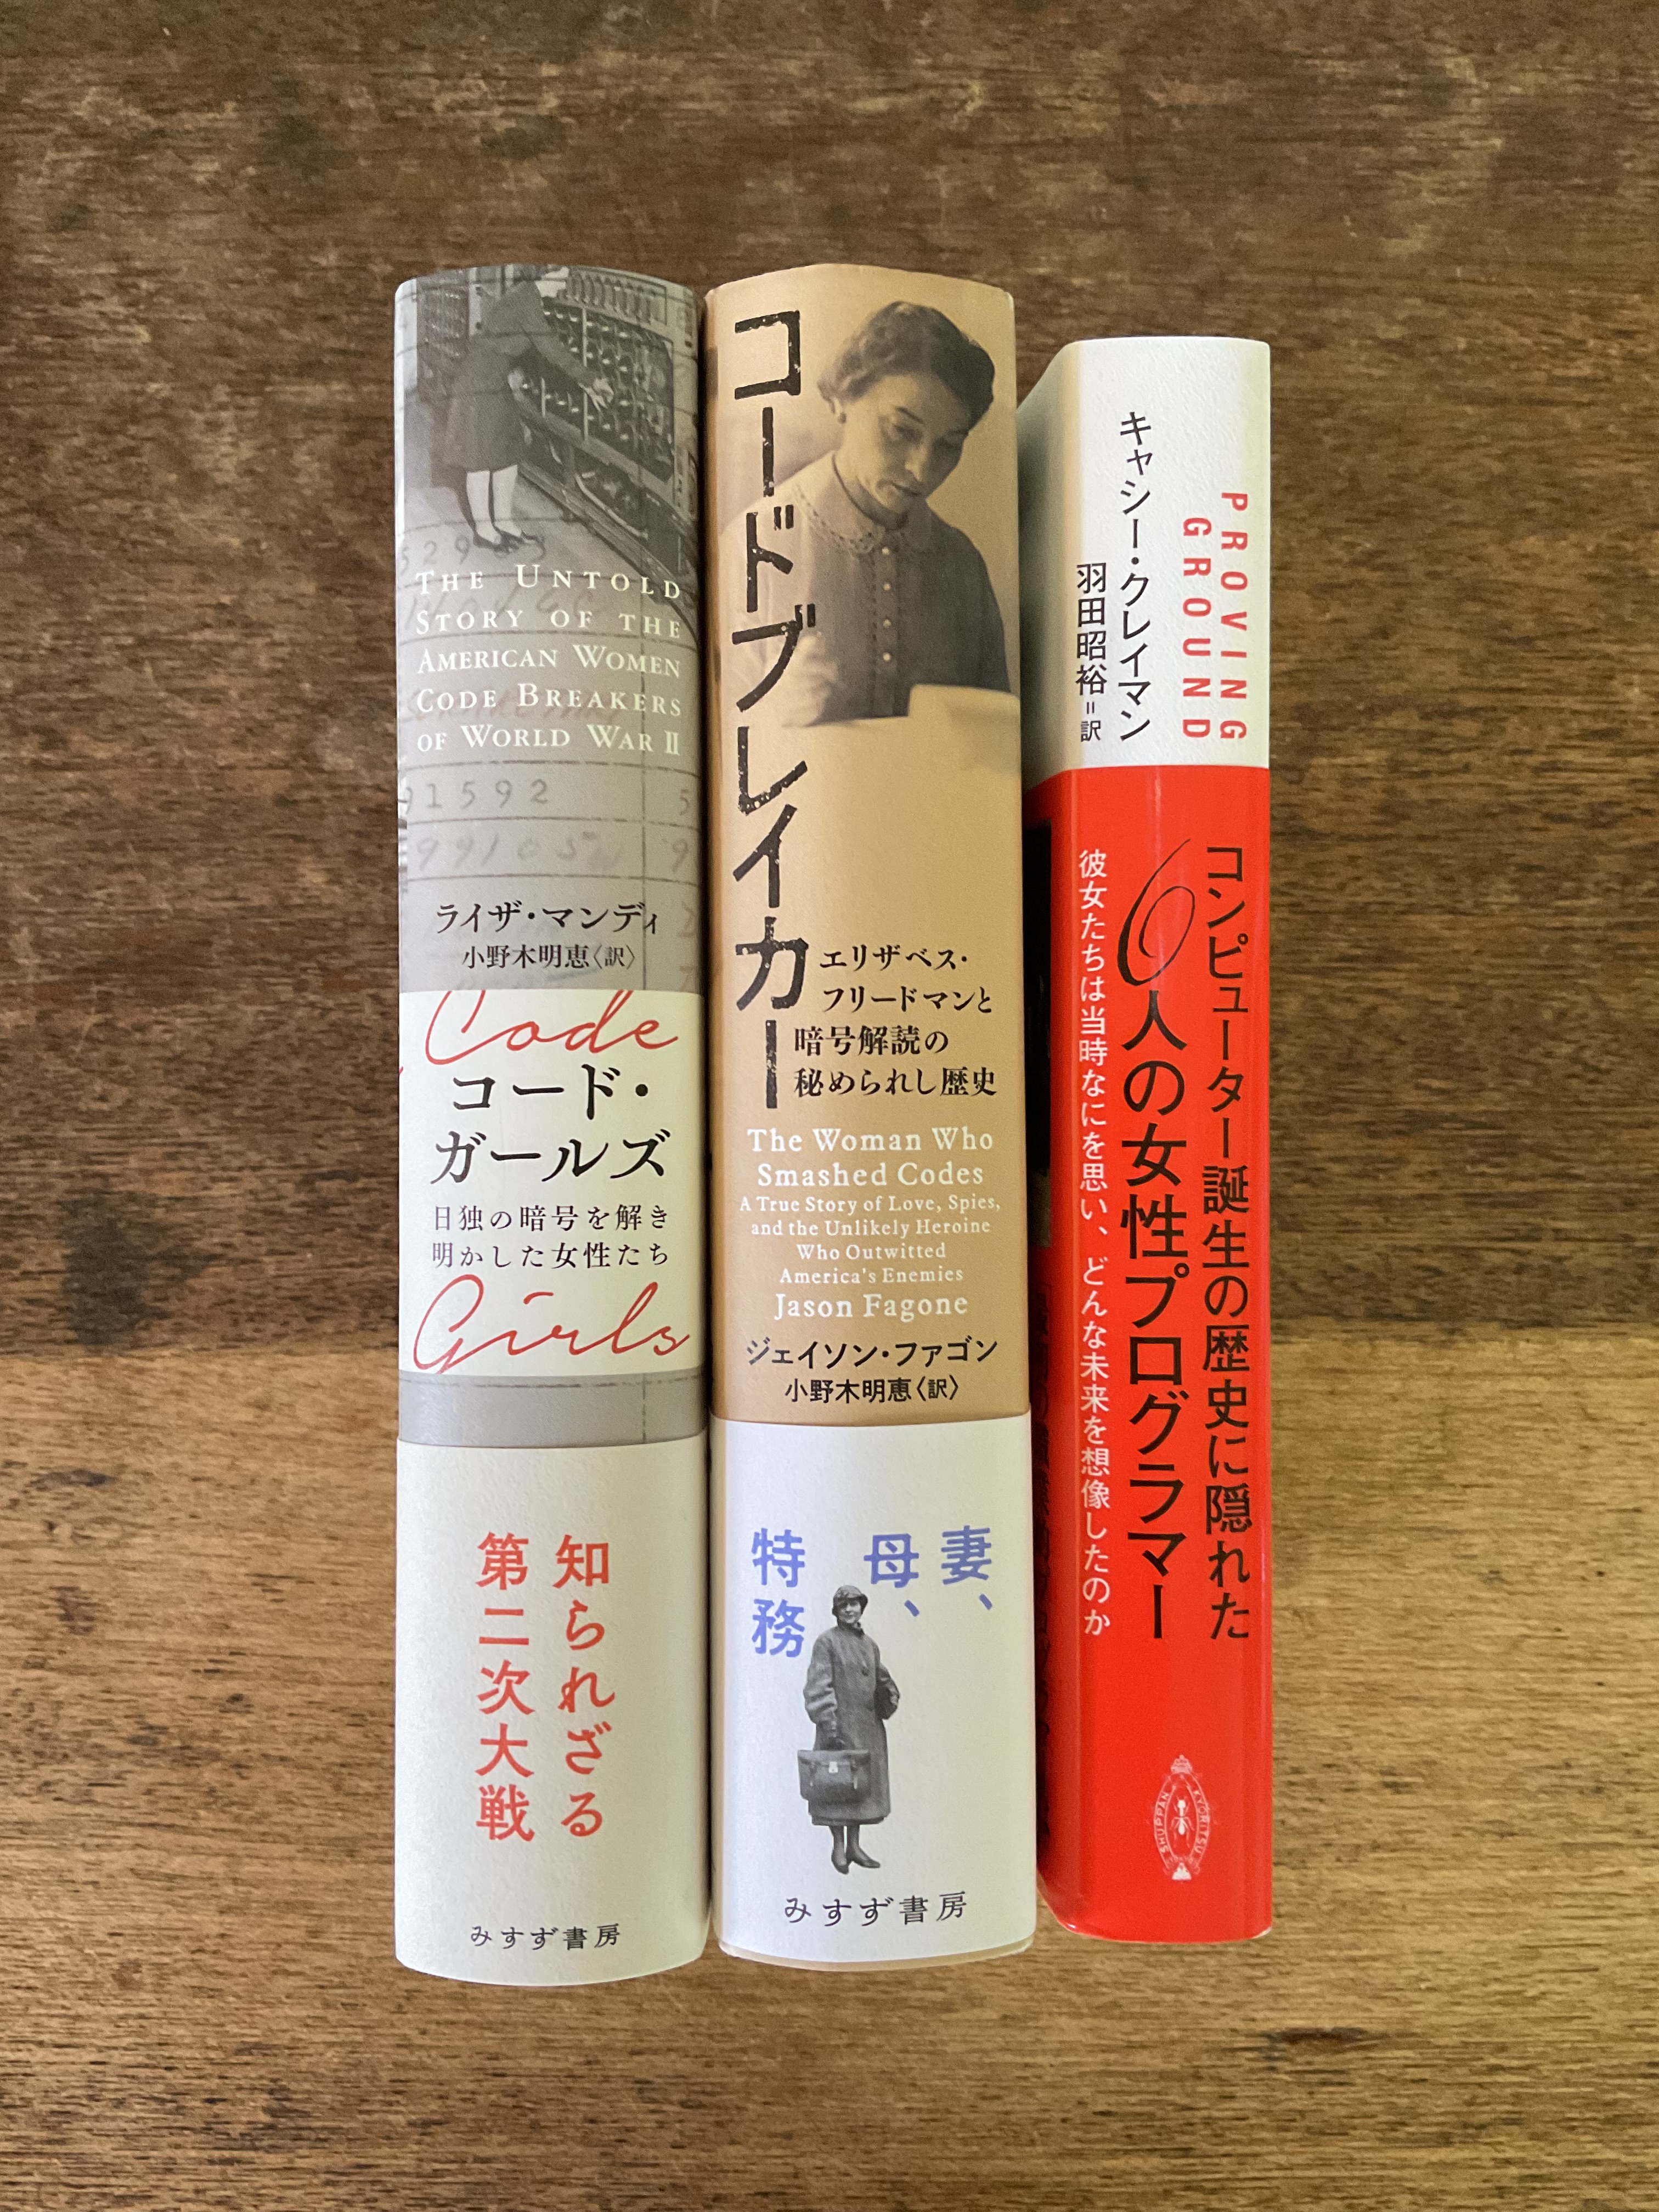 THE UNTOLD
STORY OF THE
AMERICAN WOMEN
CODE BREAKERS
OF WORLD WAR II
91592
ライザ・マンディ
小野木明恵〈訳〉
Code
コード・
ガールズ
日独の暗号を解き
明かした女性たち
Girls
知られざる
第二次大戦
みすず書房
コードブレイカー
エリザベス・
フリードマンと
暗号解読の
秘められし歴史
The Woman Who
Smashed Codes
A True Story of Love, Spies,
and the Unlikely Heroine
Who Outwitted
America's Enemies
Jason Fagone
ジェイソン・ファゴン
小野木明恵〈訳〉
妻、
母、
特務
みすず書房
PROVING
GROUND
キャシー・クレイマン
羽田昭裕=訳
コンピューター誕生の歴史に隠れた
6人の女性プログラマー
彼女たちは当時なにを思い、どんな未来を想像したのか
KYORITSU
SHUPPAN